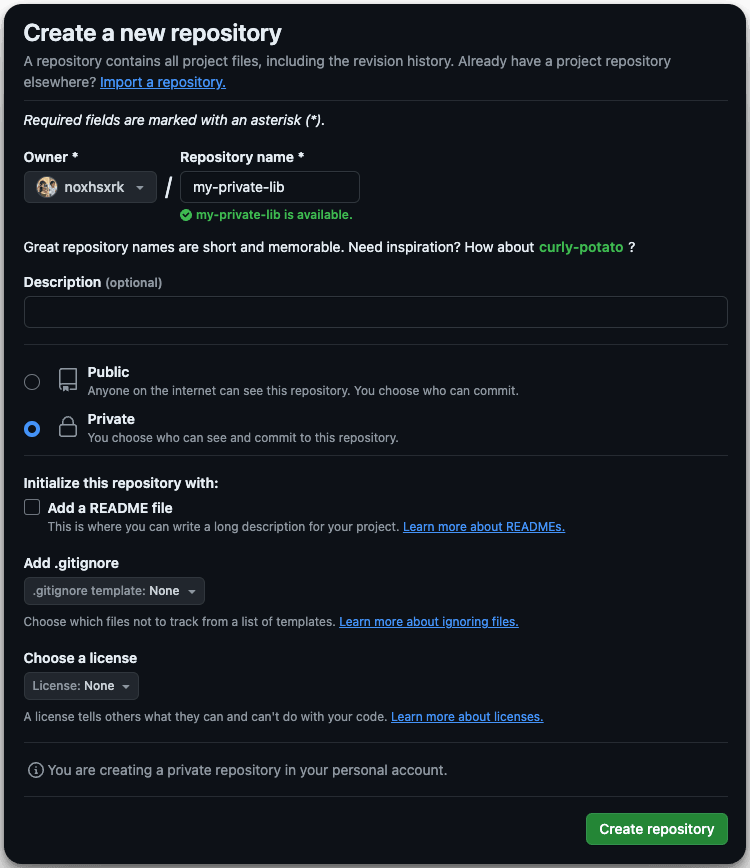 Create a new repository
A repository contains all project files, including the revision history. Already have a project repository
elsewhere? Import a repository.
Required fields are marked with an asterisk (*).
Owner *
Repository name *
noxhsxrk
/
my-private-lib
my-private-lib is available.
Great repository names are short and memorable. Need inspiration? How about curly-potato ?
Description (optional)
Public
Anyone on the internet can see this repository. You choose who can commit.
Private
You choose who can see and commit to this repository.
Initialize this repository with:
Add a README file
This is where you can write a long description for your project. Learn more about READMEs.
Add .gitignore
.gitignore template: None
Choose which files not to track from a list of templates. Learn more about ignoring files.
Choose a license
License: None
A license tells others what they can and can't do with your code. Learn more about licenses.
You are creating a private repository in your personal account.
Create repository